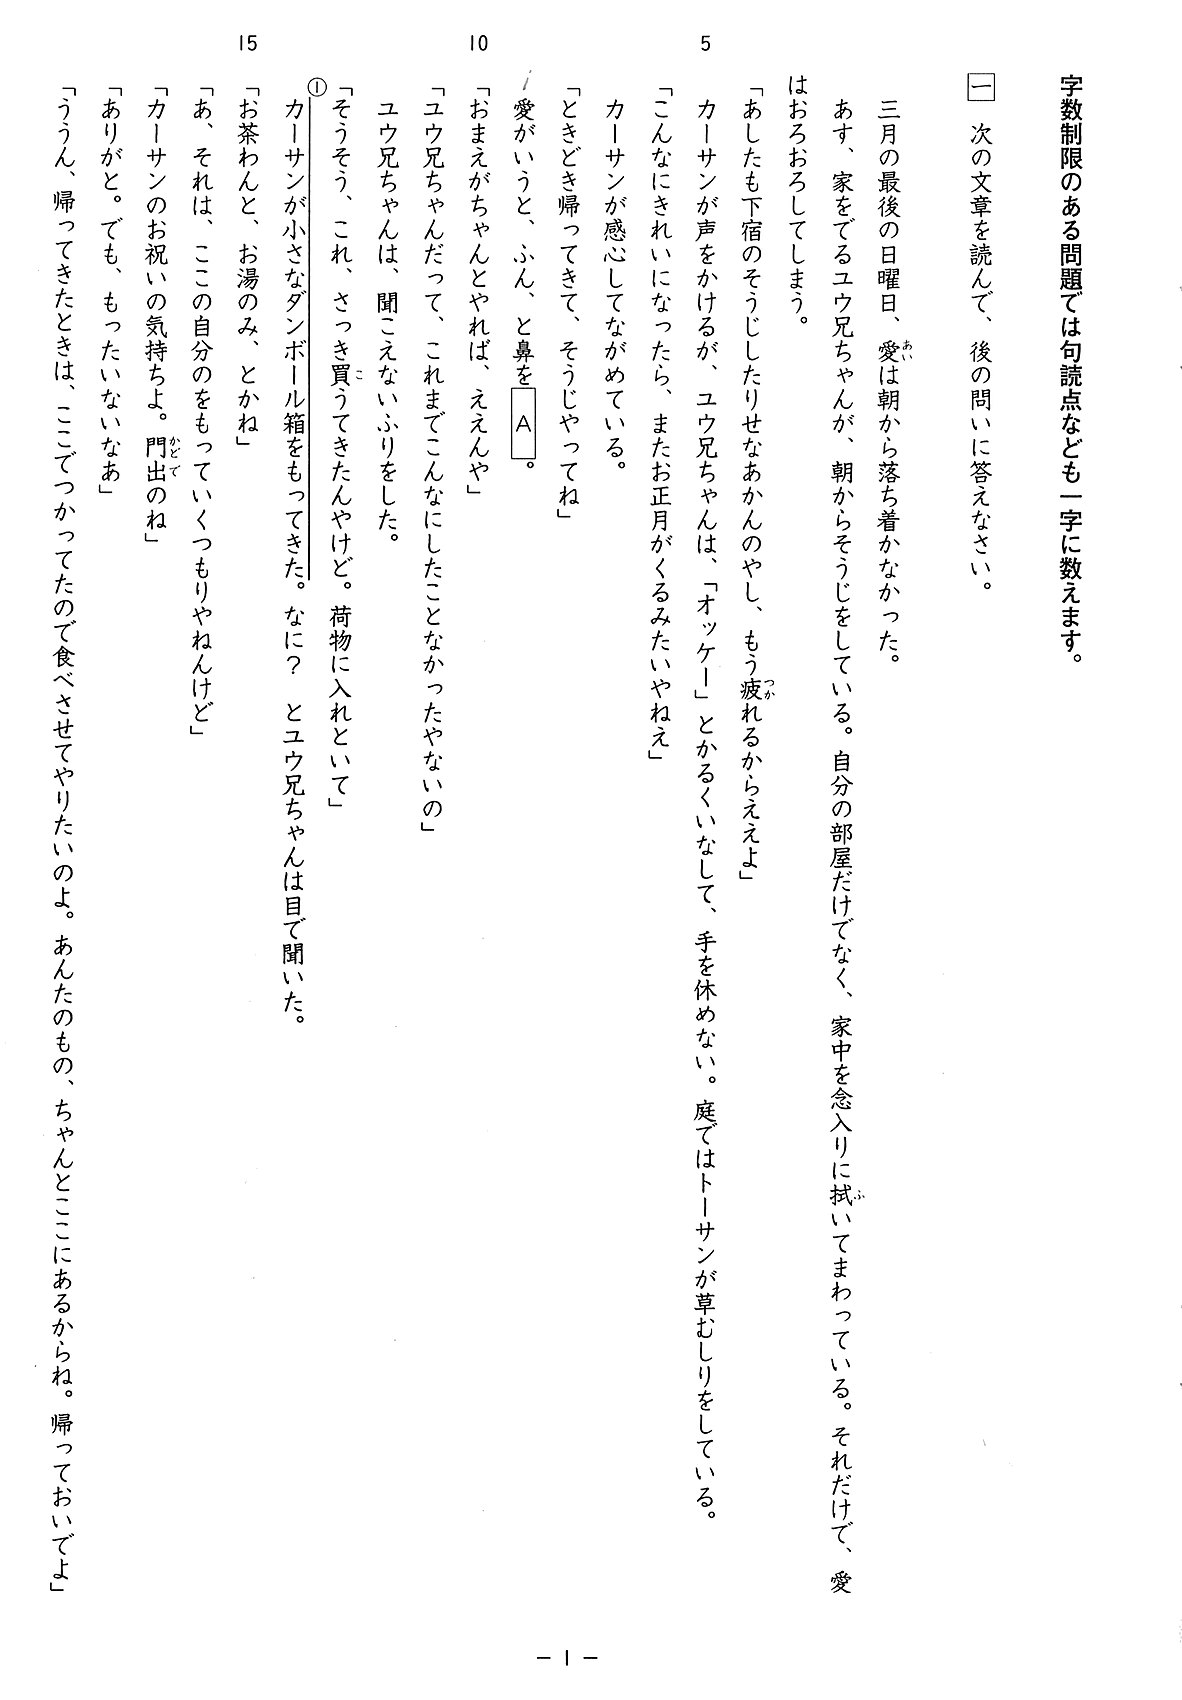 字数制限のある問題では句読点なども一字に数えます。
一 次の文章を読んで、後の問いに答えなさい。
三月の最後の日曜日、愛は朝から落ち着かなかった。
あす、家をでるユウ兄ちゃんが、朝からそうじをしている。自分の部屋だけでなく、家中を念入りに拭いてまわっている。それだけで、愛
はおろおろしてしまう。
「あしたも下宿のそうじしたりせなあかんのやし、もう疲れるからええよ」
カーサンが声をかけるが、ユウ兄ちゃんは、「オッケー」とかるくいなして、手を休めない。庭ではトーサンが草むしりをしている。
「こんなにきれいになったら、またお正月がくるみたいやねえ」
カーサンが感心してながめている。
「ときどき帰ってきて、そうじやってね」
愛がいうと、ふん、と鼻を A 。
「おまえがちゃんとやれば、ええんや」
「ユウ兄ちゃんだって、これまでこんなにしたことなかったやないの」
ユウ兄ちゃんは、聞こえないふりをした。
「そうそう、これ、さっき買うてきたんやけど。荷物に入れといて」
①カーサンが小さなダンボール箱をもってきた。なに? とユウ兄ちゃんは目で聞いた。
「お茶わんと、お湯のみ、とかね」
「あ、それは、ここの自分のをもっていくつもりやねんけど」
「カーサンのお祝いの気持ちよ。門出のね」
「ありがと。でも、もったいないなあ」
「ううん、帰ってきたときは、ここでつかってたので食べさせてやりたいのよ。あんたのもの、ちゃんとここにあるからね。帰っておいでよ」
あい
ふ
つか
こ
かどで
5
10
15
― 1 ―